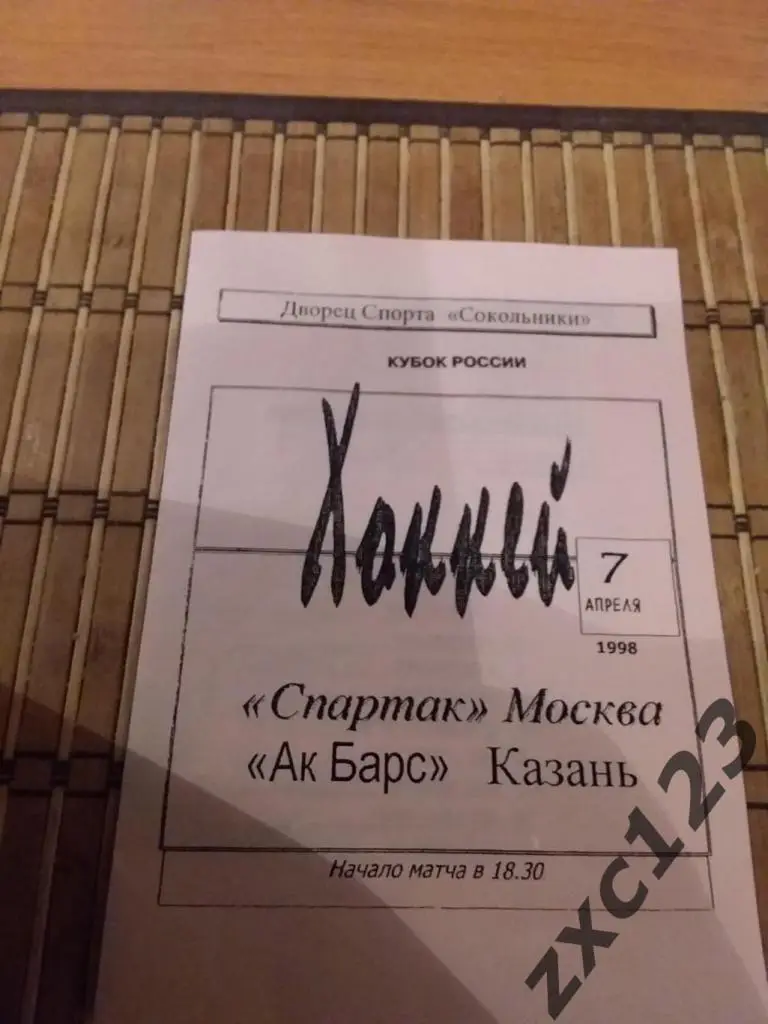 Дворец Спорта «Сокольники»
КУБОК РОССИИ
Хоккей
7
АПРЕЛЯ
1998
«Спартак» Москва
«Ак Барс» Казань
Начало матча в 18.30
zxc123